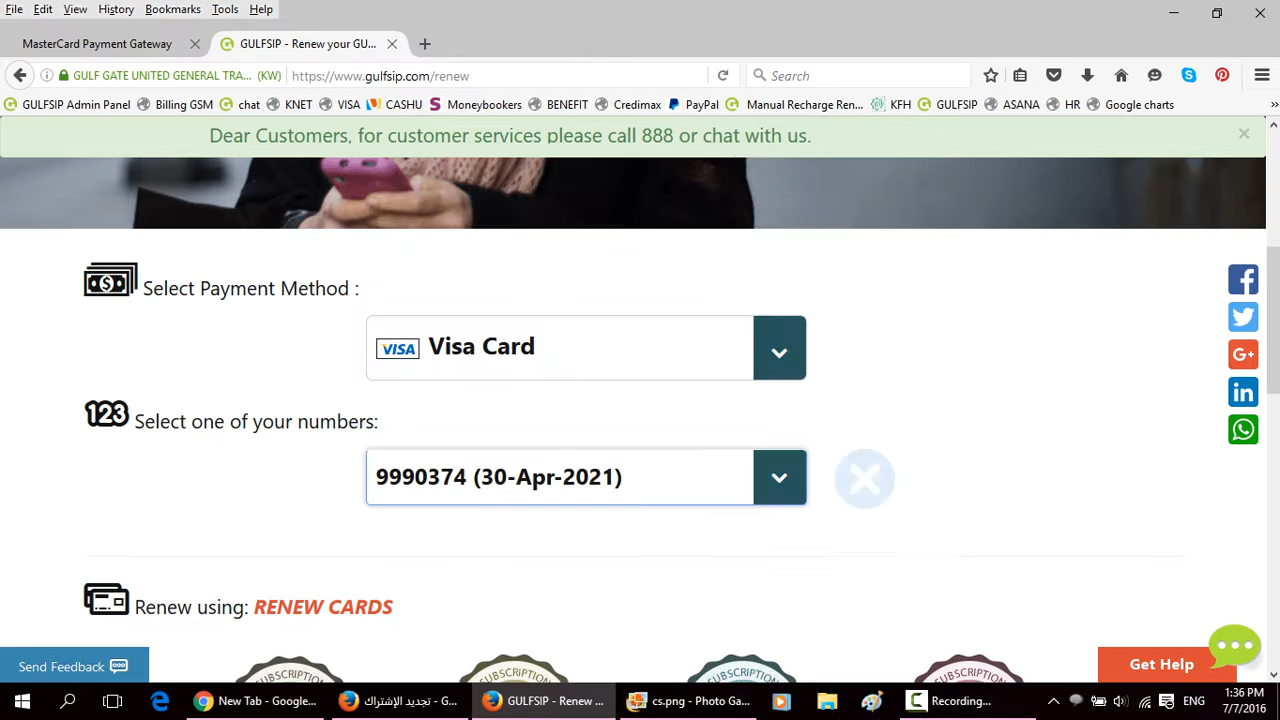 File Edit View History Bookmarks Tools Help
MasterCard Payment Gateway
GULFSIP - Renew your GU...
GULF GATE UNITED GENERAL TRA... (KW) https://www.gulfsip.com/renew Search
GULFSIP Admin Panel Billing GSM chat KNET VISA CASHU Moneybookers BENEFIT Credimax PayPal Manual Recharge Ren... KFH GULFSIP ASANA HR Google charts
Dear Customers, for customer services please call 888 or chat with us.
Select Payment Method :
VISA Visa Card
123 Select one of your numbers:
9990374 (30-Apr-2021)
Renew using: RENEW CARDS
SUBSCRIPTION SUBSCRIPTION SUBSCRIPTION SUBSCRIPTION
Send Feedback
Get Help
New Tab - Google...
تجديد الإشتراك - G...
GULFSIP - Renew ...
cs.png - Photo Ga...
Recording...
ENG
1:36 PM
7/7/2016